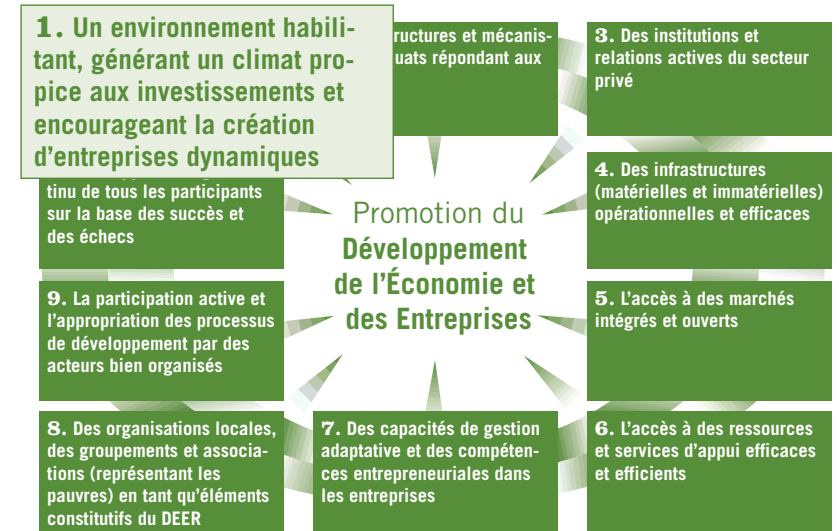 1. Un environnement habili-
tant, générant un climat pro-
pice aux investissements et
encourageant la création
d'entreprises dynamiques
ructures et mécanis-
uats répondant aux
3. Des institutions et
relations actives du secteur
privé
tinu de tous les participants
sur la base des succès et
des échecs
Promotion du
Développement
de l'Économie et
des Entreprises
4. Des infrastructures
(matérielles et immatérielles)
opérationnelles et efficaces
9. La participation active et
l'appropriation des processus
de développement par des
acteurs bien organisés
5. L'accès à des marchés
intégrés et ouverts
8. Des organisations locales,
des groupements et associa-
tions (représentant les
pauvres) en tant qu'éléments
constitutifs du DEER
7. Des capacités de gestion
adaptative et des compéten-
ces entrepreneuriales dans
les entreprises
6. L'accès à des ressources
et services d'appui efficaces
et efficients